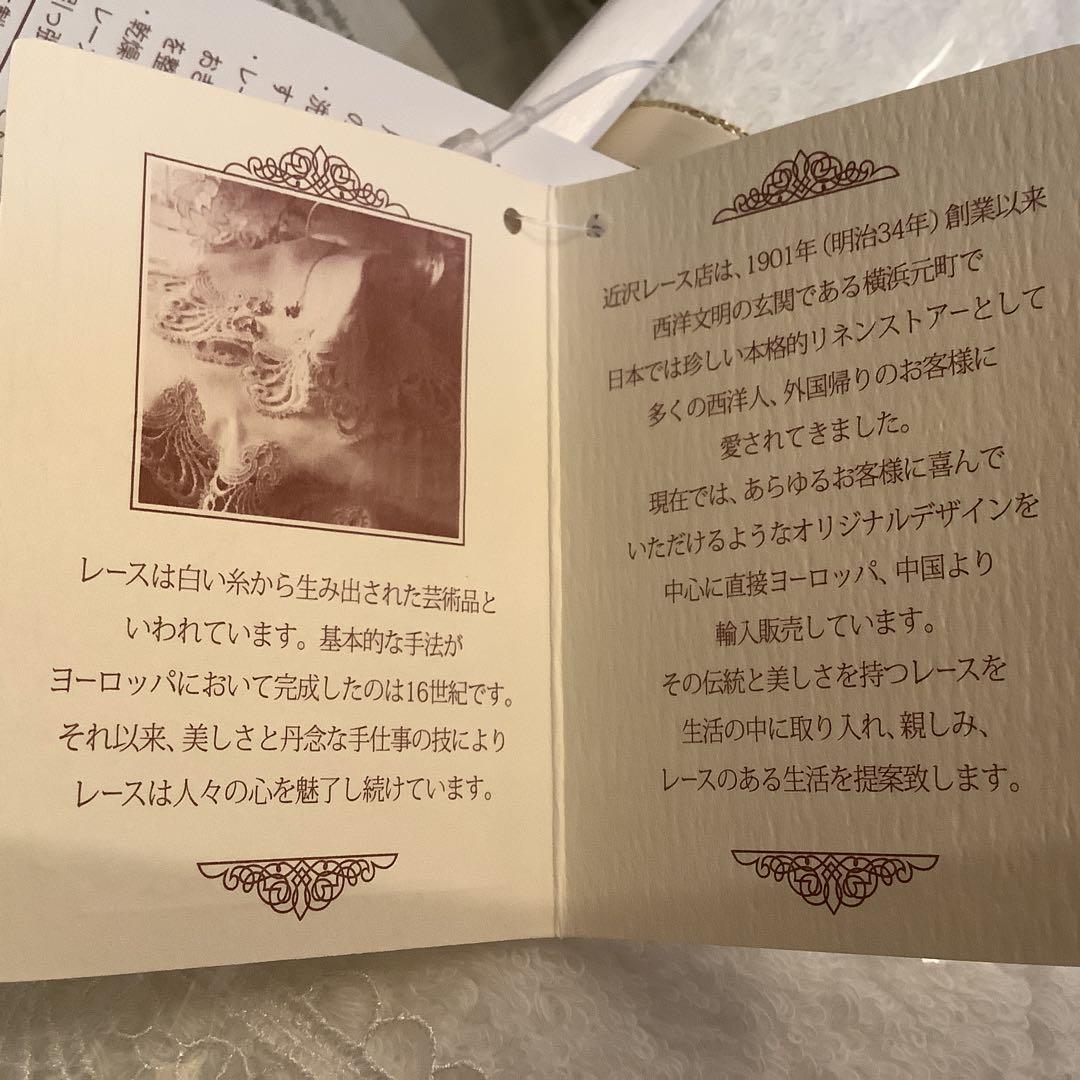 レースは白い糸から生み出された芸術品と
いわれています。基本的な手法が
ヨーロッパにおいて完成したのは16世紀です。
それ以来、美しさと丹念な手仕事の技により
レースは人々の心を魅了し続けています。
近沢レース店は、1901年（明治34年）創業以来
西洋文明の玄関である横浜元町で
日本では珍しい本格的リネンストアーとして
多くの西洋人、外国帰りのお客様に
愛されてきました。
現在では、あらゆるお客様に喜んで
いただけるようなオリジナルデザインを
中心に直接ヨーロッパ、中国より
輸入販売しています。
その伝統と美しさを持つレースを
生活の中に取り入れ、親しみ、
レースのある生活を提案致します。